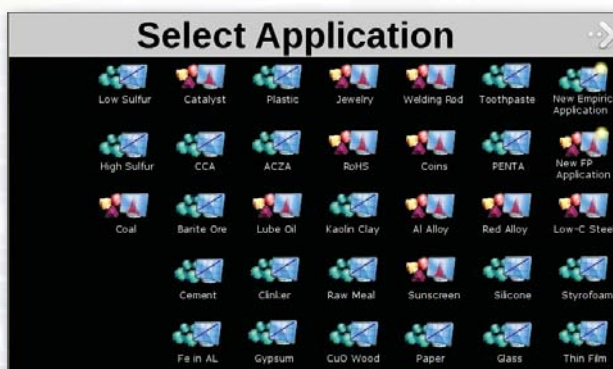 Select Application
Low Sulfur Catalyst Plastic Jewelry Welding Rod Toothpaste New Empiric
Application
High Sulfur CCA ACZA RoHS Coins PENTA New FP
Application
Coal Barite Ore Lube Oil Kaolin Clay Al Alloy Red Alloy Low-C Stee
Cement Clinker Raw Meal Sunscreen Silicone Styrofoam
Fe in AL Gypsum CuO Wood Paper Glass Thin Film